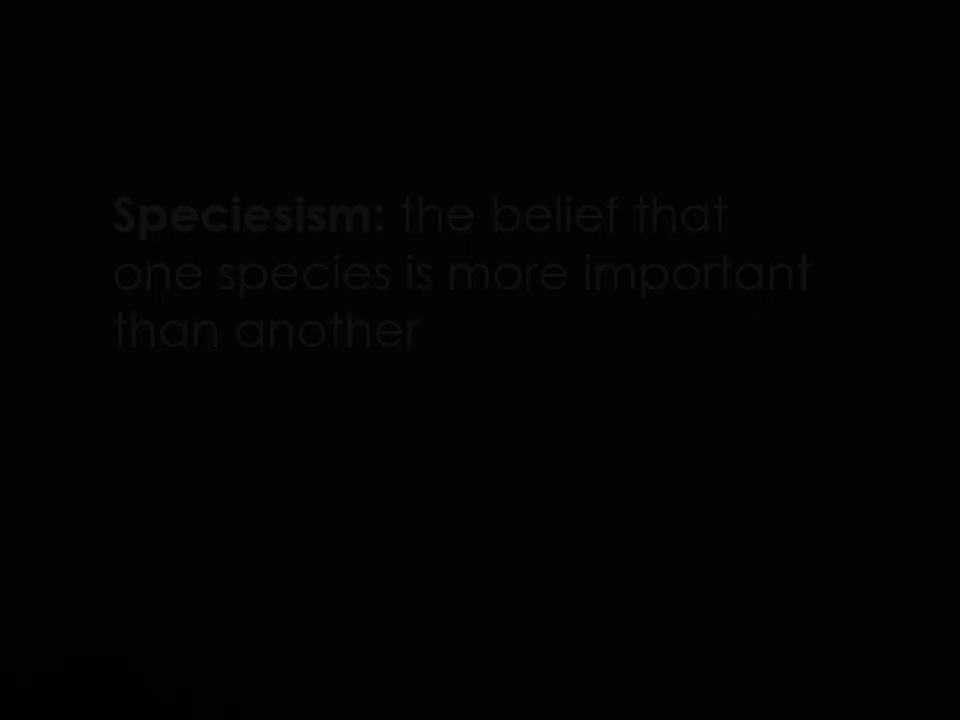 Speciesism: the belief that
one species is more important
than another